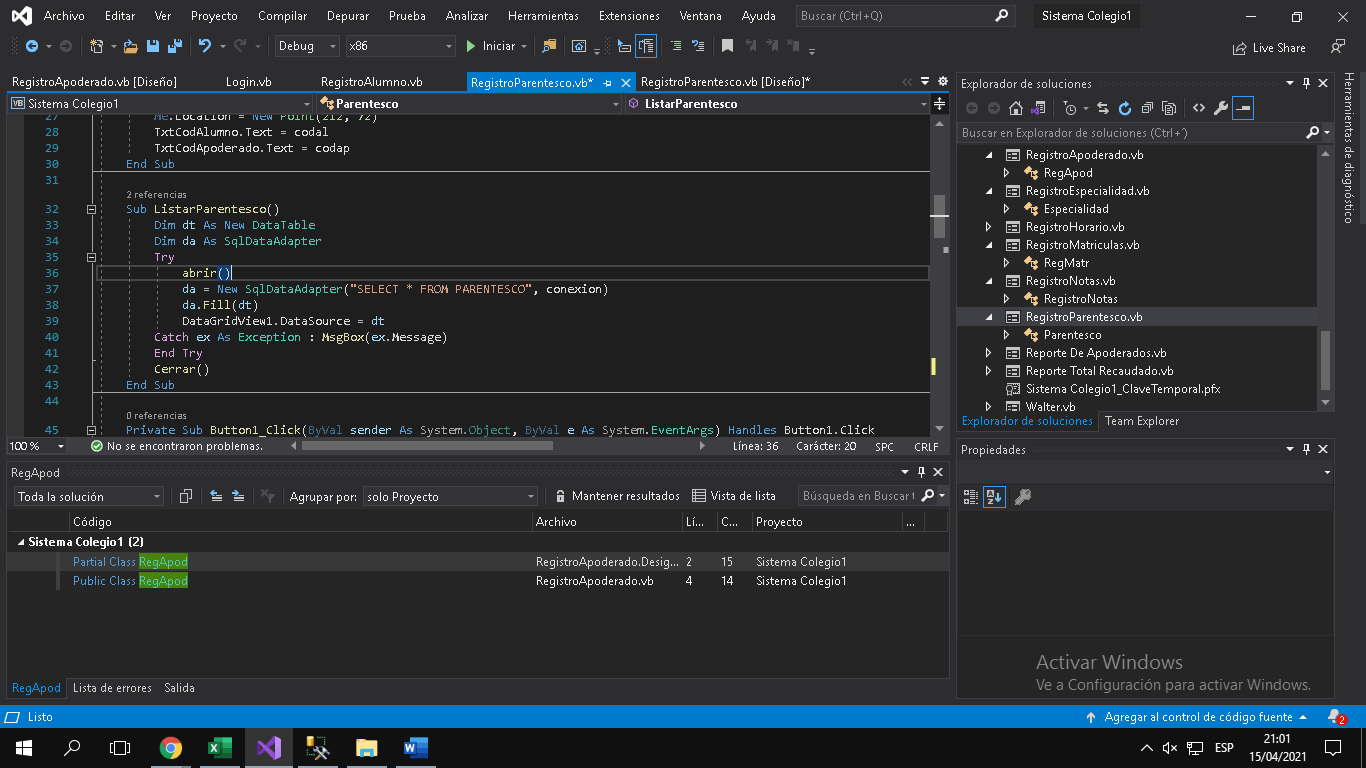 Archivo Editar Ver Proyecto Compilar Depurar Prueba Analizar Herramientas Extensiones Ventana Ayuda Buscar (Ctrl+Q) Sistema Colegio1
Debug x86 Iniciar Live Share
RegistroApoderado.vb [Diseño] Login.vb RegistroAlumno.vb RegistroParentesco.vb* RegistroParentesco.vb [Diseño]*
VB Sistema Colegio1 Parentesco ListarParentesco
27 Me.Location = New Point(212, 72)
28 TxtCodAlumno.Text = codal
29 TxtCodApoderado.Text = codap
30 End Sub
31
2 referencias
32 Sub ListarParentesco()
33 Dim dt As New DataTable
34 Dim da As SqlDataAdapter
35 Try
36 abrir()
37 da = New SqlDataAdapter("SELECT * FROM PARENTESCO", conexion)
38 da.Fill(dt)
39 DataGridView1.DataSource = dt
40 Catch ex As Exception : MsgBox(ex.Message)
41 End Try
42 Cerrar()
43 End Sub
44
0 referencias
45 Private Sub Button1_Click(ByVal sender As System.Object, ByVal e As System.EventArgs) Handles Button1.Click
100 % No se encontraron problemas. Línea: 36 Carácter: 20 SPC CRLF
RegApod
Toda la solución Agrupar por: solo Proyecto Mantener resultados Vista de lista Búsqueda en Buscar
Código Archivo Lí... C... Proyecto ...
Sistema Colegio1 (2)
Partial Class RegApod RegistroApoderado.Desig... 2 15 Sistema Colegio1
Public Class RegApod RegistroApoderado.vb 4 14 Sistema Colegio1
RegApod Lista de errores Salida
Explorador de soluciones
Buscar en Explorador de soluciones (Ctrl+´)
RegistroApoderado.vb
RegApod
RegistroEspecialidad.vb
Especialidad
RegistroHorario.vb
RegistroMatriculas.vb
RegMatr
RegistroNotas.vb
RegistroNotas
RegistroParentesco.vb
Parentesco
Reporte De Apoderados.vb
Reporte Total Recaudado.vb
Sistema Colegio1_ClaveTemporal.pfx
Walter.vb
Explorador de soluciones Team Explorer
Propiedades
Herramientas de diagnóstico
Activar Windows
Ve a Configuración para activar Windows.
Listo Agregar al control de código fuente 2
ESP 21:01
15/04/2021